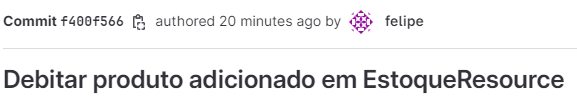 Commit f400f566 authored 20 minutes ago by felipe
Debitar produto adicionado em EstoqueResource